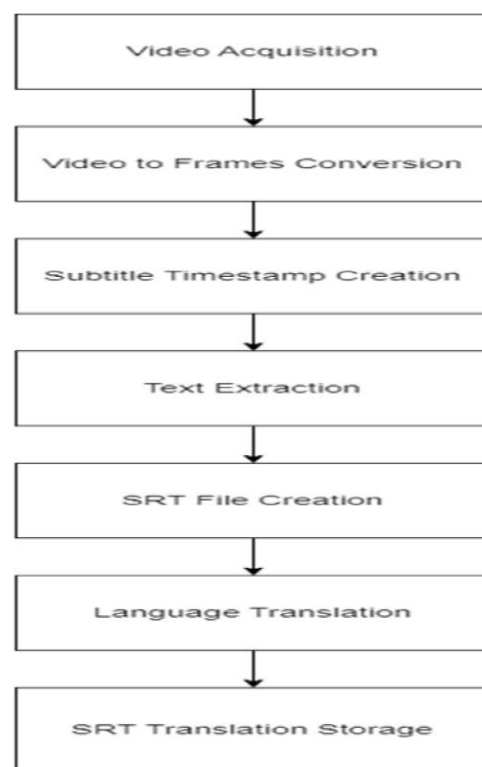 Video Acquisition
Video to Frames Conversion
Subtitle Timestamp Creation
Text Extraction
SRT File Creation
Language Translation
SRT Translation Storage